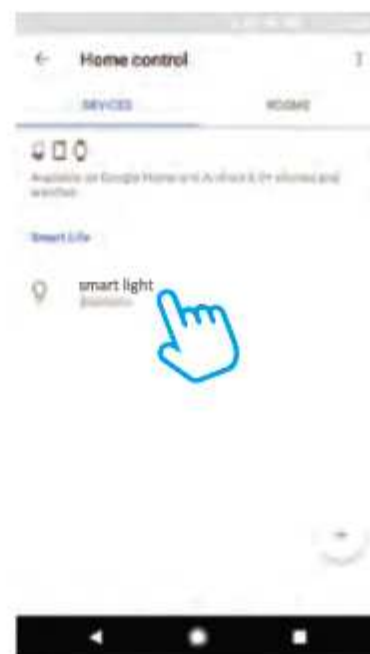 Home control
DEVICES
ROOMS
Available on Google Home and Android 6.0+ phones and
watches
Smart Life
smart light